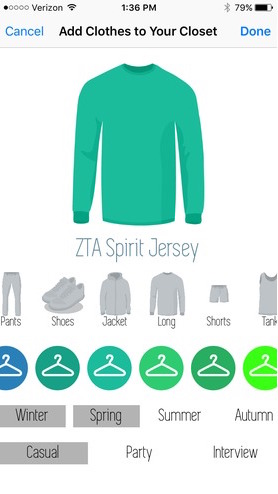 Verizon 1:36 PM 79%
Cancel Add Clothes to Your Closet Done
ZTA Spirit Jersey
Pants Shoes Jacket Long Shorts Tank
Winter Spring Summer Autumn
Casual Party Interview